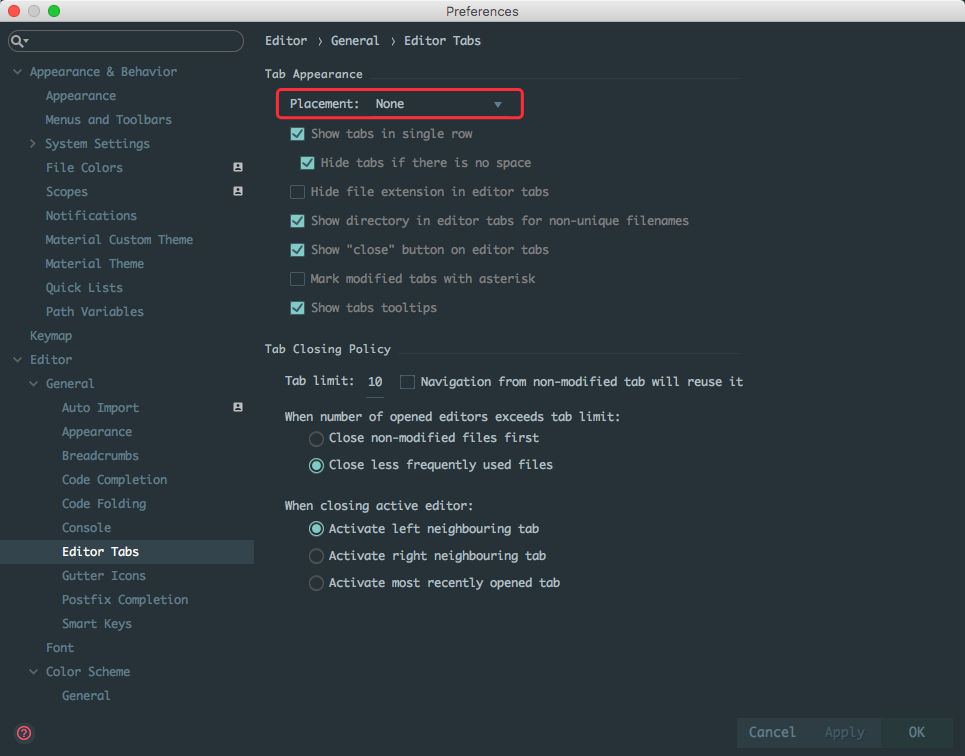 Preferences
Appearance & Behavior
Appearance
Menus and Toolbars
System Settings
File Colors
Scopes
Notifications
Material Custom Theme
Material Theme
Quick Lists
Path Variables
Keymap
Editor
General
Auto Import
Appearance
Breadcrumbs
Code Completion
Code Folding
Console
Editor Tabs
Gutter Icons
Postfix Completion
Smart Keys
Font
Color Scheme
General
?
Editor › General › Editor Tabs
Tab Appearance
Placement: None
Show tabs in single row
Hide tabs if there is no space
Hide file extension in editor tabs
Show directory in editor tabs for non-unique filenames
Show "close" button on editor tabs
Mark modified tabs with asterisk
Show tabs tooltips
Tab Closing Policy
Tab limit: 10 Navigation from non-modified tab will reuse it
When number of opened editors exceeds tab limit:
Close non-modified files first
Close less frequently used files
When closing active editor:
Activate left neighbouring tab
Activate right neighbouring tab
Activate most recently opened tab
Cancel Apply OK